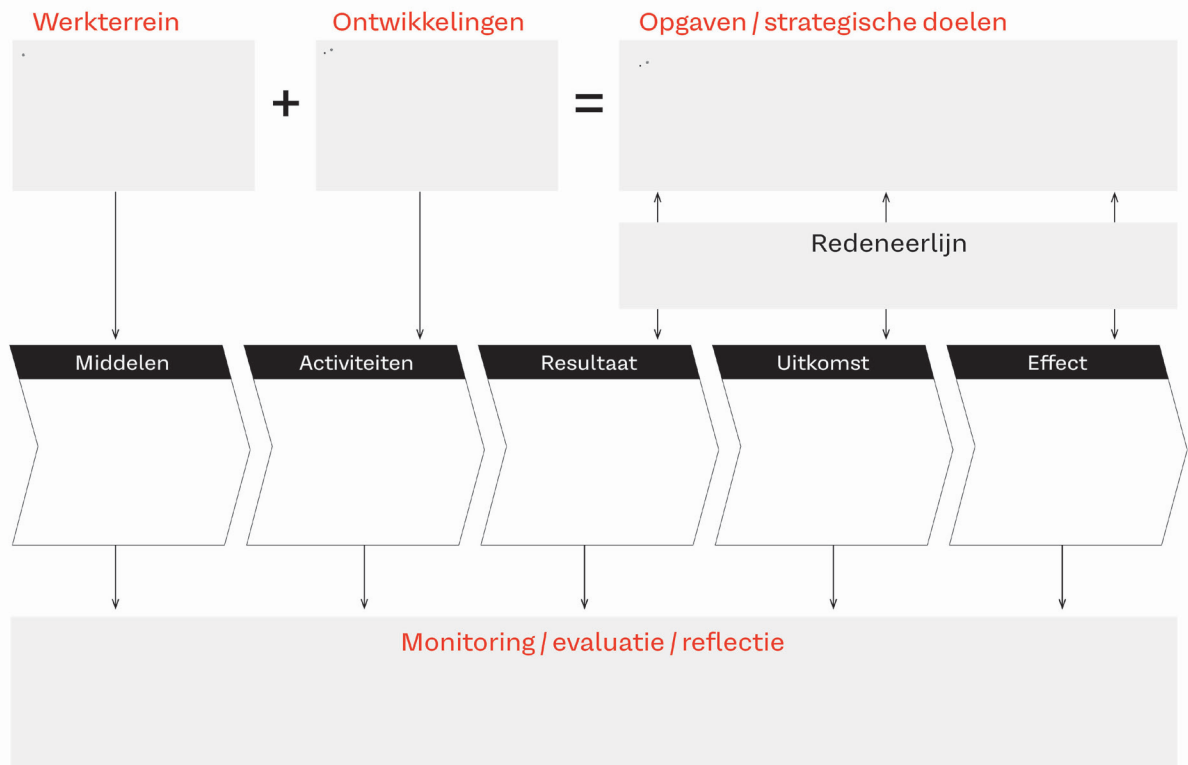 Werkterrein
Ontwikkelingen
Opgaven / strategische doelen
+
=
Redeneerlijn
Middelen
Activiteiten
Resultaat
Uitkomst
Effect
Monitoring / evaluatie / reflectie